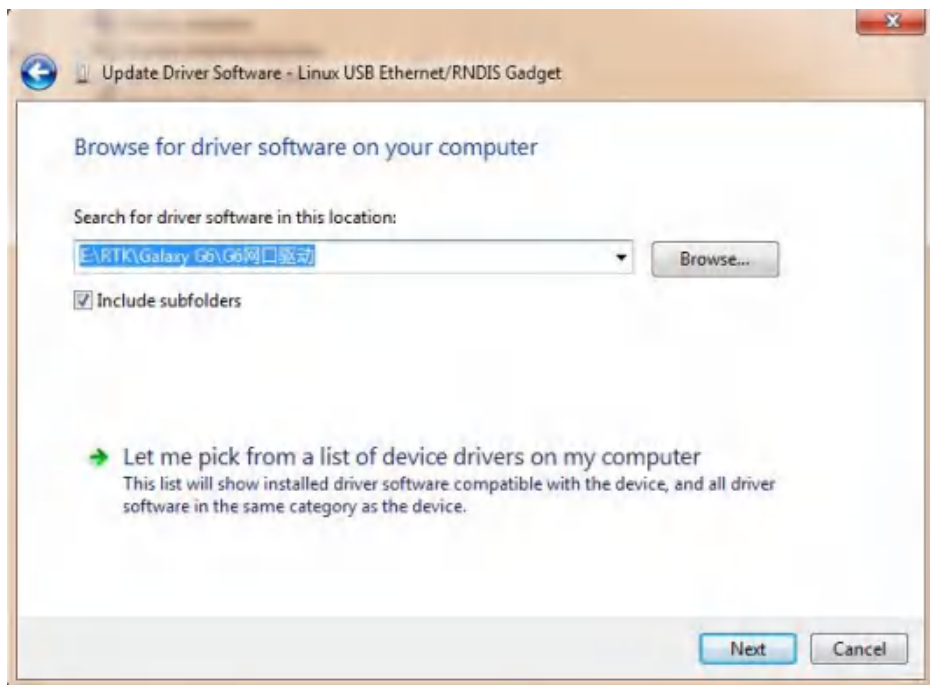 Update Driver Software - Linux USB Ethernet/RNDIS Gadget
Browse for driver software on your computer
Search for driver software in this location:
E:\RTK\Galaxy G6\G6网口驱动
Browse...
Include subfolders
Let me pick from a list of device drivers on my computer
This list will show installed driver software compatible with the device, and all driver
software in the same category as the device.
Next
Cancel